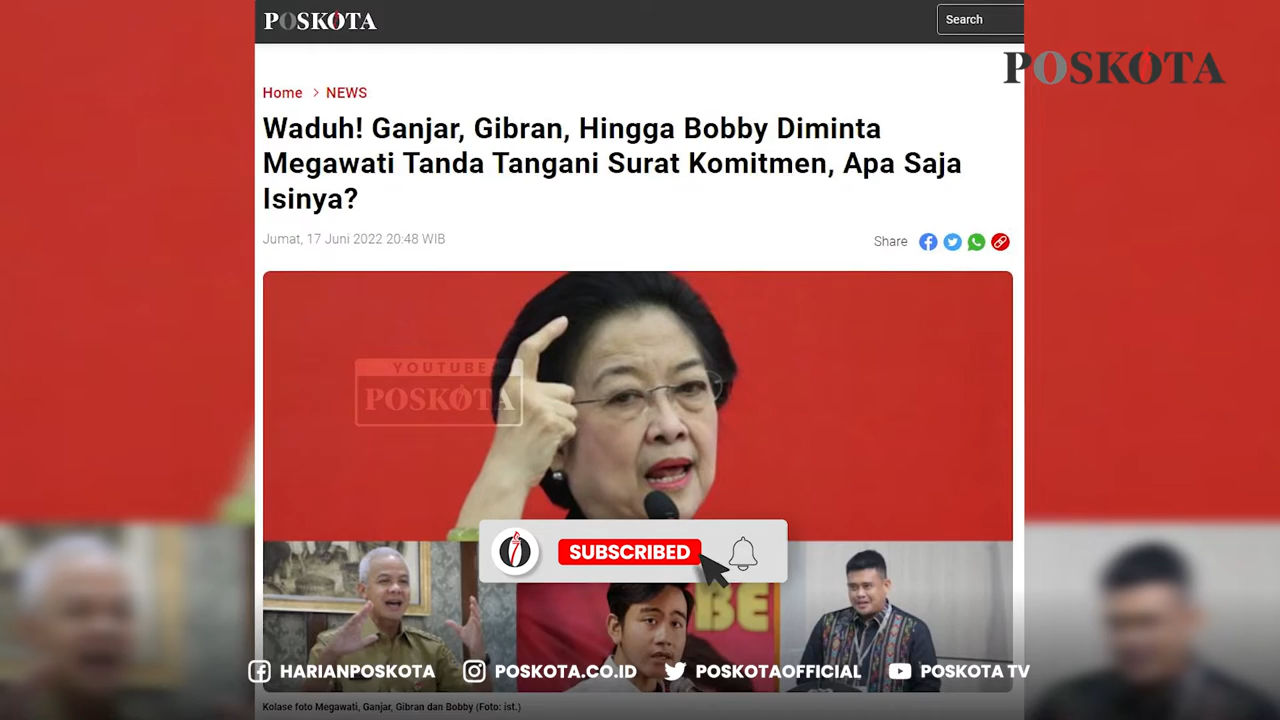 POSKOTA
Search
POSKOTA
Home > NEWS
Waduh! Ganjar, Gibran, Hingga Bobby Diminta
Megawati Tanda Tangani Surat Komitmen, Apa Saja
Isinya?
Jumat, 17 Juni 2022 20:48 WIB
Share
YOUTUBE
POSKOTA
SUBSCRIBED
BE
HARIANPOSKOTA
POSKOTA.CO.ID
POSKOTAOFFICIAL
POSKOTA TV
Kolase foto Megawati, Ganjar, Gibran dan Bobby (Foto: ist.)